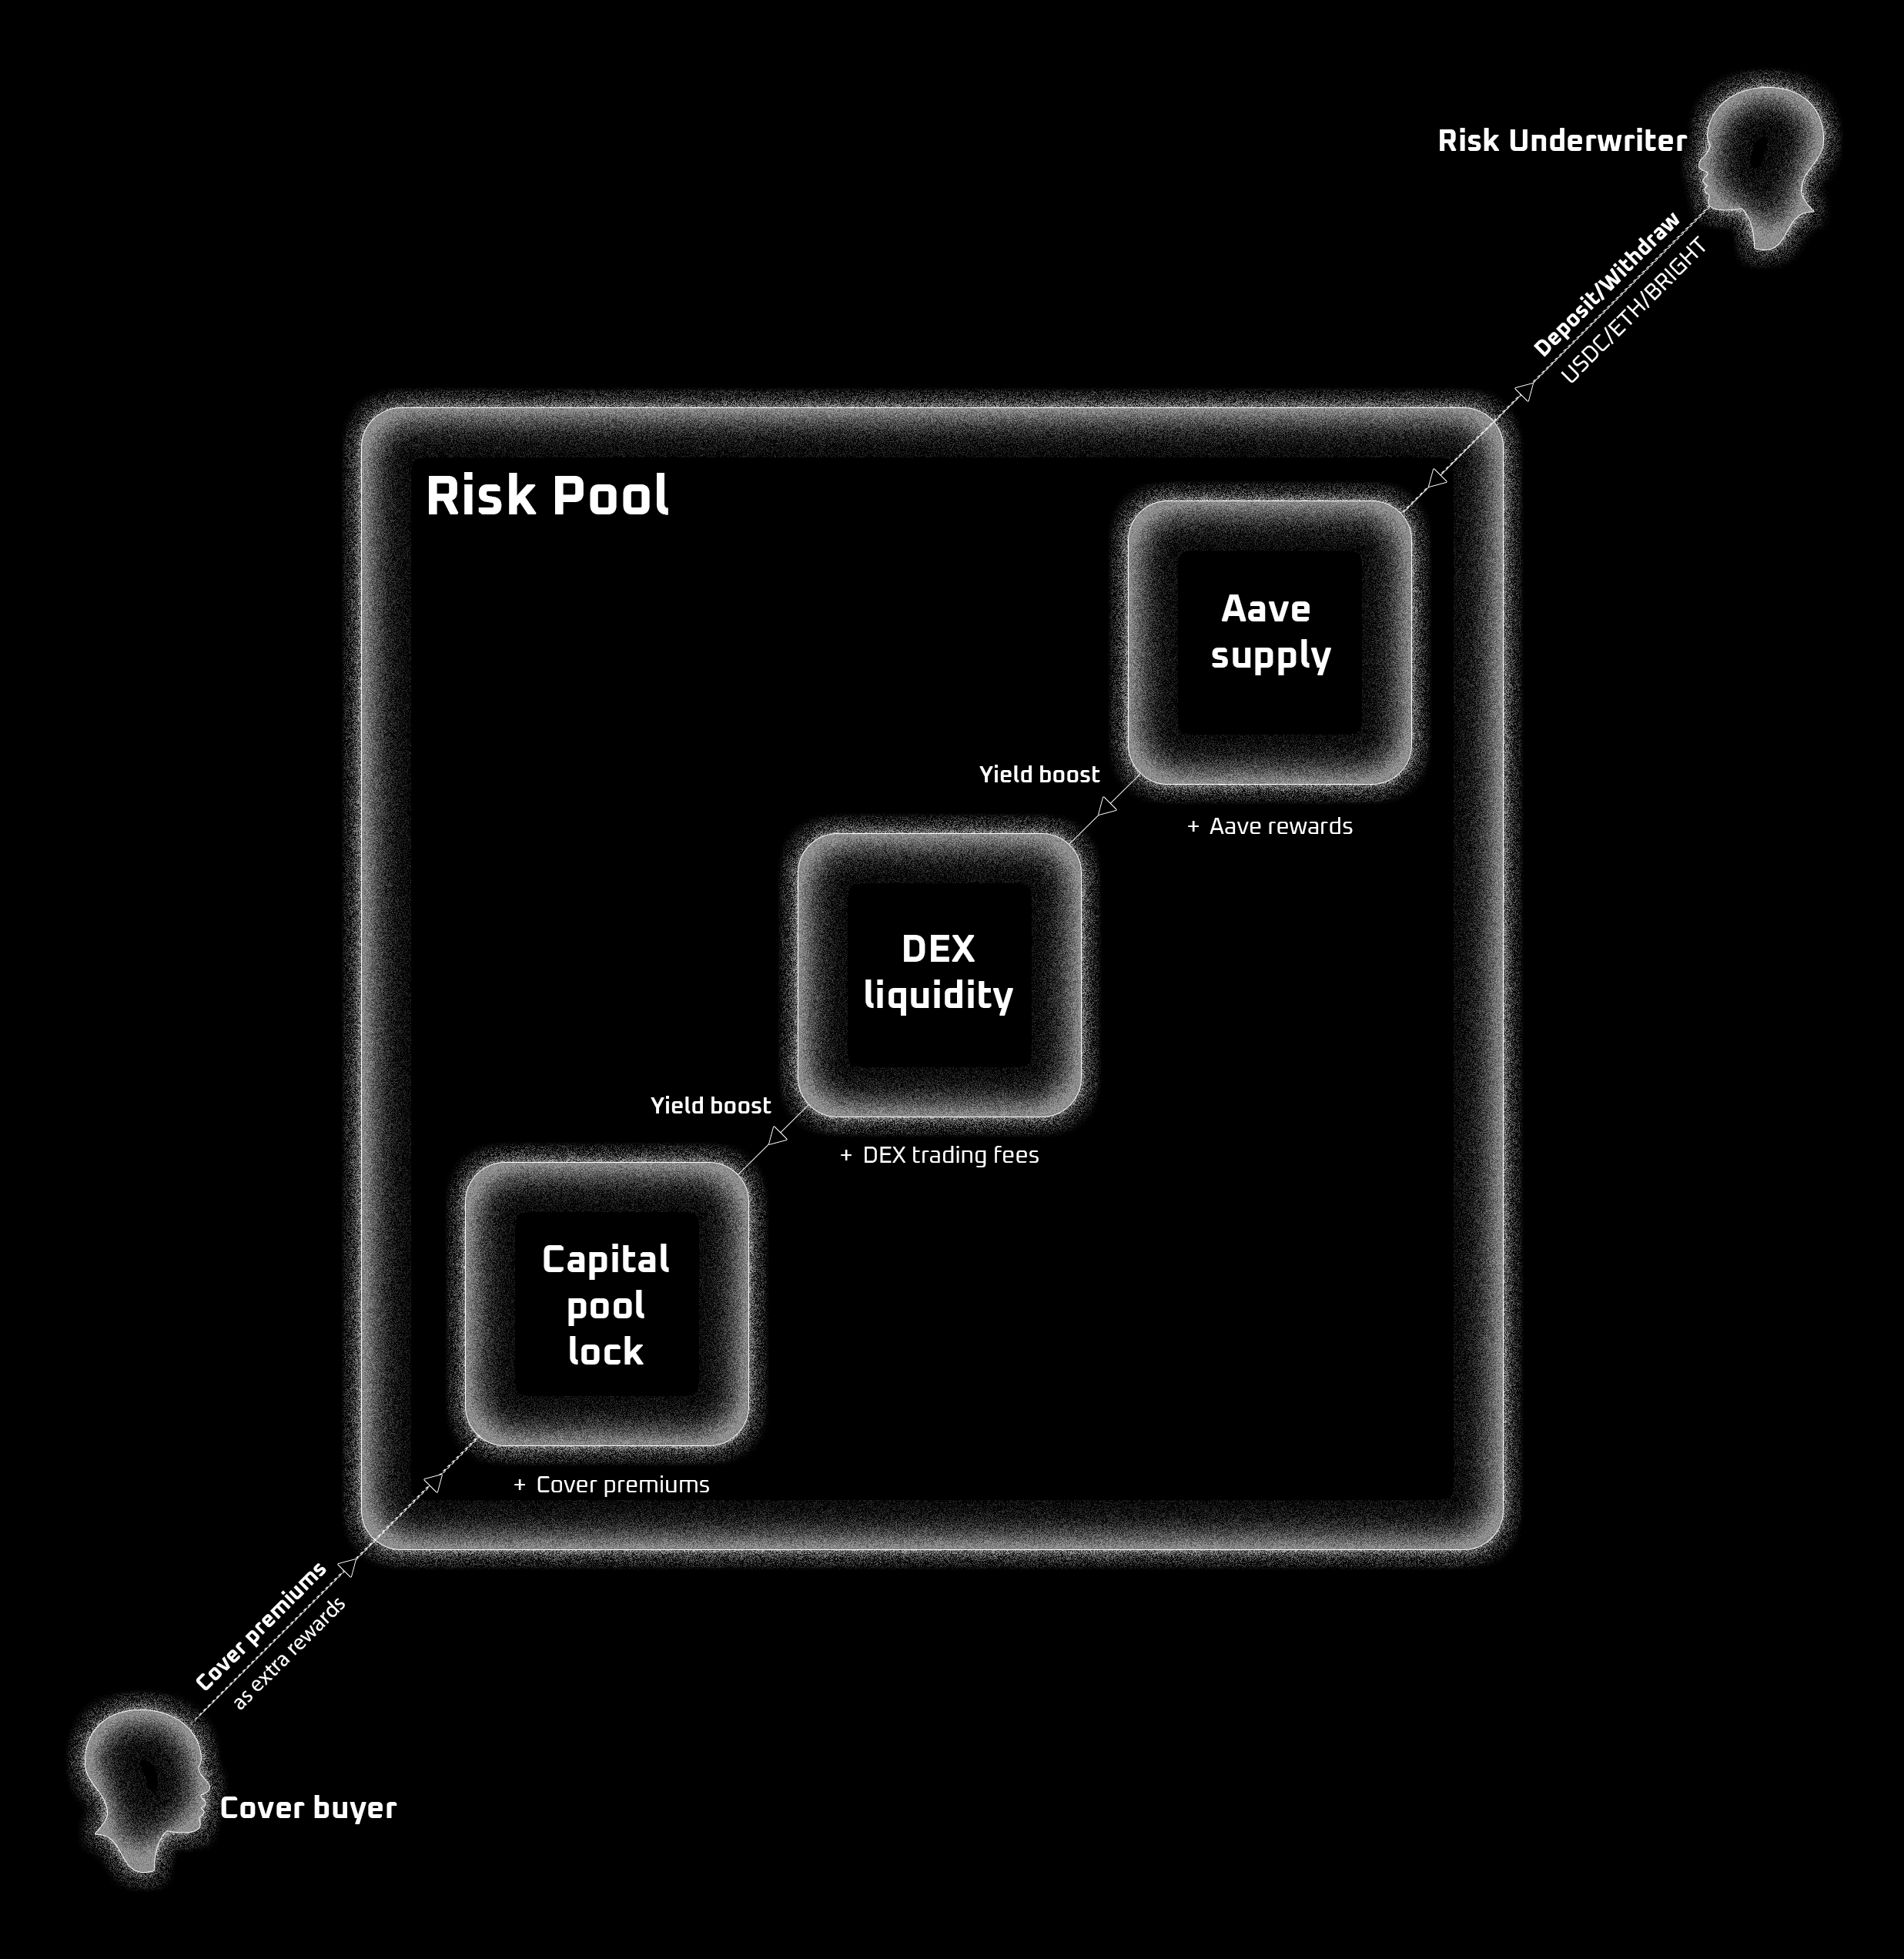 Risk Underwriter
Deposit/Withdraw
USDC/ETH/BRIGHT
Risk Pool
Aave
supply
Yield boost
+ Aave rewards
DEX
liquidity
Yield boost
+ DEX trading fees
Capital
pool
lock
+ Cover premiums
Cover premiums
as extra rewards
Cover buyer